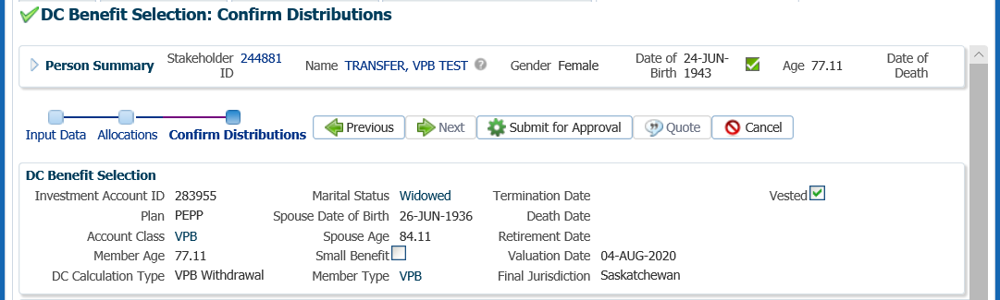 DC Benefit Selection: Confirm Distributions
Person Summary Stakeholder ID 244881 Name TRANSFER, VPB TEST Gender Female Date of Birth 24-JUN-1943 Age 77.11 Date of Death
Input Data Allocations Confirm Distributions Previous Next Submit for Approval Quote Cancel
DC Benefit Selection
Investment Account ID 283955 Marital Status Widowed Termination Date Vested
Plan PEPP Spouse Date of Birth 26-JUN-1936 Death Date
Account Class VPB Spouse Age 84.11 Retirement Date
Member Age 77.11 Small Benefit Valuation Date 04-AUG-2020
DC Calculation Type VPB Withdrawal Member Type VPB Final Jurisdiction Saskatchewan